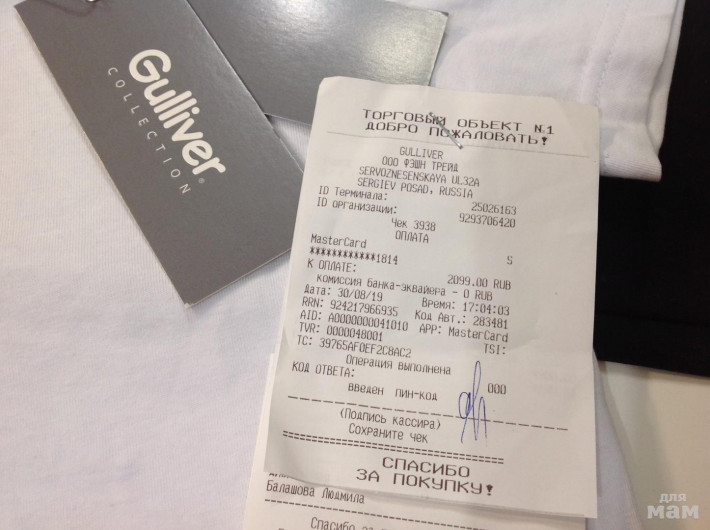 Gulliver®
COLLECTION
ТОРГОВЫЙ ОБЪЕКТ №1
ДОБРО ПОЖАЛОВАТЬ!
GULLIVER
ООО ФЭШН ТРЕЙД
SERVOZNESENSKAYA UL32A
SERGIEV POSAD, RUSSIA
ID Терминала: 25026163
ID организации: 9293706420
Чек 3938
ОПЛАТА
MasterCard S
************1814
К ОПЛАТЕ: 2099.00 RUB
комиссия банка-эквайера - 0 RUB
Дата: 30/08/19 Время: 17:04:03
RRN: 924217966935 Код Авт.: 283481
AID: A0000000041010 APP: MasterCard
TVR: 0000048001 TSI:
TC: 39765AF0EF2C8AC2
Операция выполнена
КОД ОТВЕТА: 000
введен пин-код
(Подпись кассира)
Сохраните чек
СПАСИБО
ЗА ПОКУПКУ!
Балашова Людмила
Спасибо за
для
мам